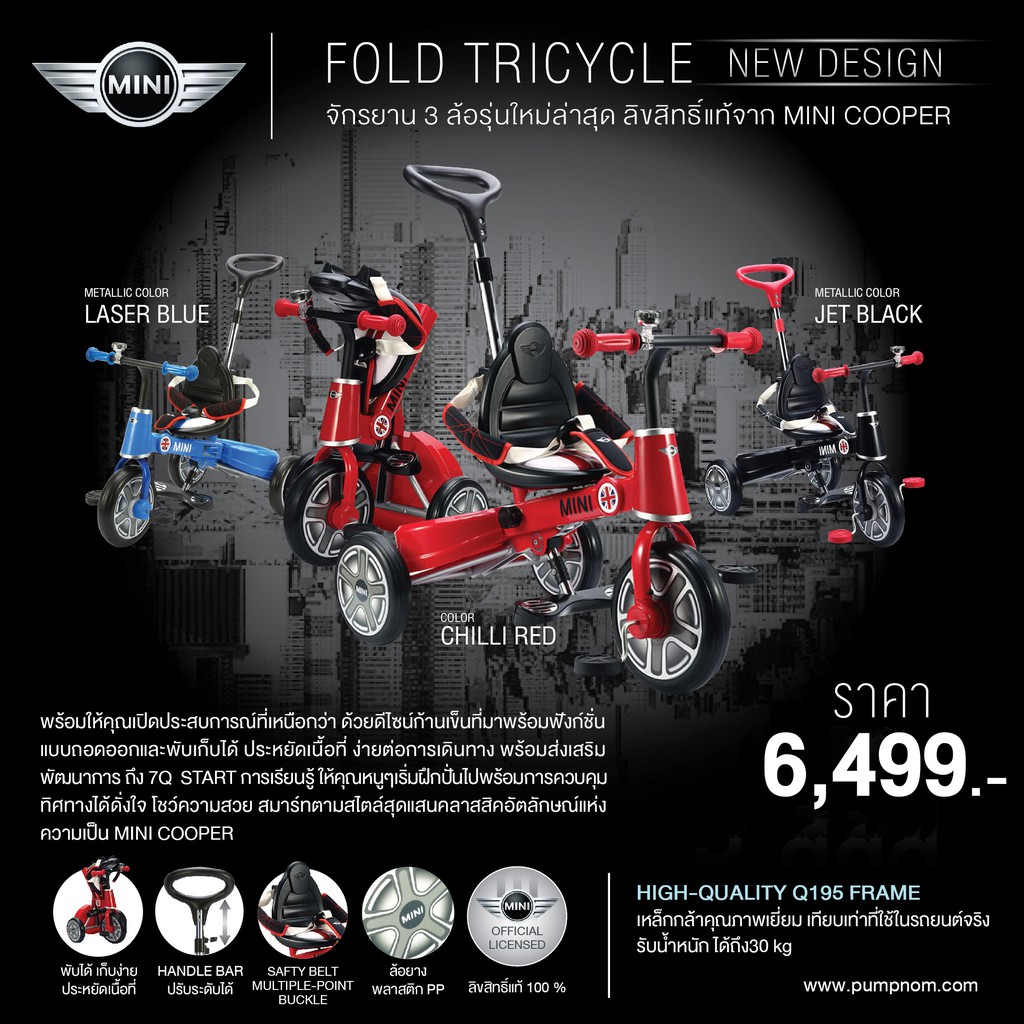 MINI
FOLD TRICYCLE NEW DESIGN
จักรยาน 3 ล้อรุ่นใหม่ล่าสุด ลิขสิทธิ์แท้จาก MINI COOPER
METALLIC COLOR
LASER BLUE
METALLIC COLOR
JET BLACK
MINI
MINI
MINI
MINI
MINI
COLOR
CHILLI RED
พร้อมให้คุณเปิดประสบการณ์ที่เหนือกว่า ด้วยดีไซน์ก้านเข็นที่มาพร้อมฟังก์ชั่น
แบบถอดออกและพับเก็บได้ ประหยัดเนื้อที่ ง่ายต่อการเดินทาง พร้อมส่งเสริม
พัฒนาการ ถึง 7Q START การเรียนรู้ ให้คุณหนูๆเริ่มฝึกปั่นไปพร้อมการควบคุม
ทิศทางได้ดั่งใจ โชว์ความสวย สมาร์ทตามสไตล์สุดแสนคลาสสิคอัตลักษณ์แห่ง
ความเป็น MINI COOPER
ราคา
6,499.-
พับได้ เก็บง่าย
ประหยัดเนื้อที่
HANDLE BAR
ปรับระดับได้
SAFTY BELT
MULTIPLE-POINT
BUCKLE
MINI
ล้อยาง
พลาสติก PP
MINI
OFFICIAL
LICENSED
ลิขสิทธิ์แท้ 100 %
HIGH-QUALITY Q195 FRAME
เหล็กกล้าคุณภาพเยี่ยม เทียบเท่าที่ใช้ในรถยนต์จริง
รับน้ำหนัก ได้ถึง30 kg
www.pumpnom.com